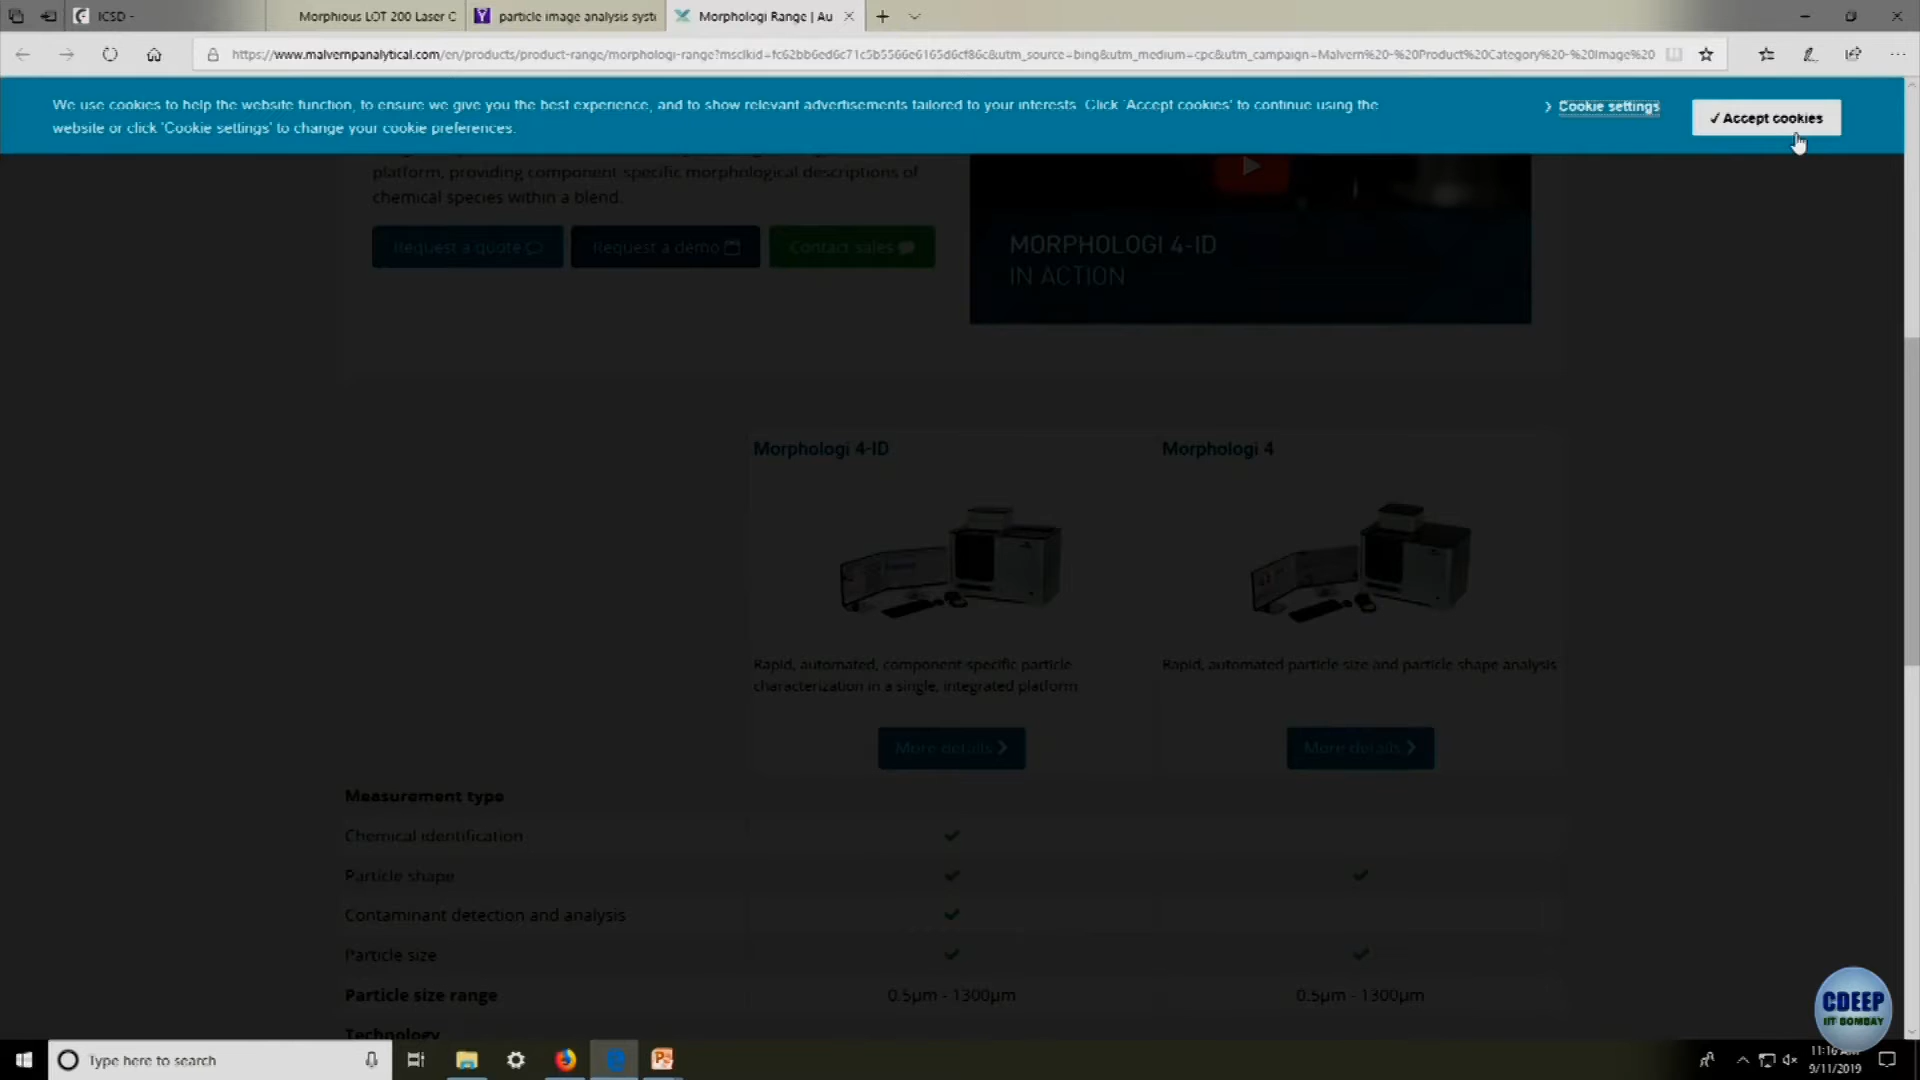 ICSD -
Morphious LOT 200 Laser C
particle image analysis syst
Morphologi Range | Au
https://www.malvernpanalytical.com/en/products/product-range/morphologi-range?msclkid=fc62bb6ed6c71c5b5566e6165d6cf86c&utm_source=bing&utm_medium=cpc&utm_campaign=Malvern%20-%20Product%20Category%20-%20Image%20
We use cookies to help the website function, to ensure we give you the best experience, and to show relevant advertisements tailored to your interests. Click 'Accept cookies' to continue using the
website or click 'Cookie settings' to change your cookie preferences.
Cookie settings
✓ Accept cookies
platform, providing component specific morphological descriptions of
chemical species within a blend.
Request a quote
Request a demo
Contact sales
MORPHOLOGI 4-ID
IN ACTION
Morphologi 4-ID
Morphologi 4
Rapid, automated, component-specific particle
characterization in a single, integrated platform
Rapid, automated particle size and particle shape analysis
More details
More details
Measurement type
Chemical identification
Particle shape
Contaminant detection and analysis
Particle size
Particle size range
0.5µm - 1300µm
0.5µm - 1300µm
Technology
CDEEP
IIT BOMBAY
Type here to search
11:16
9/11/2019